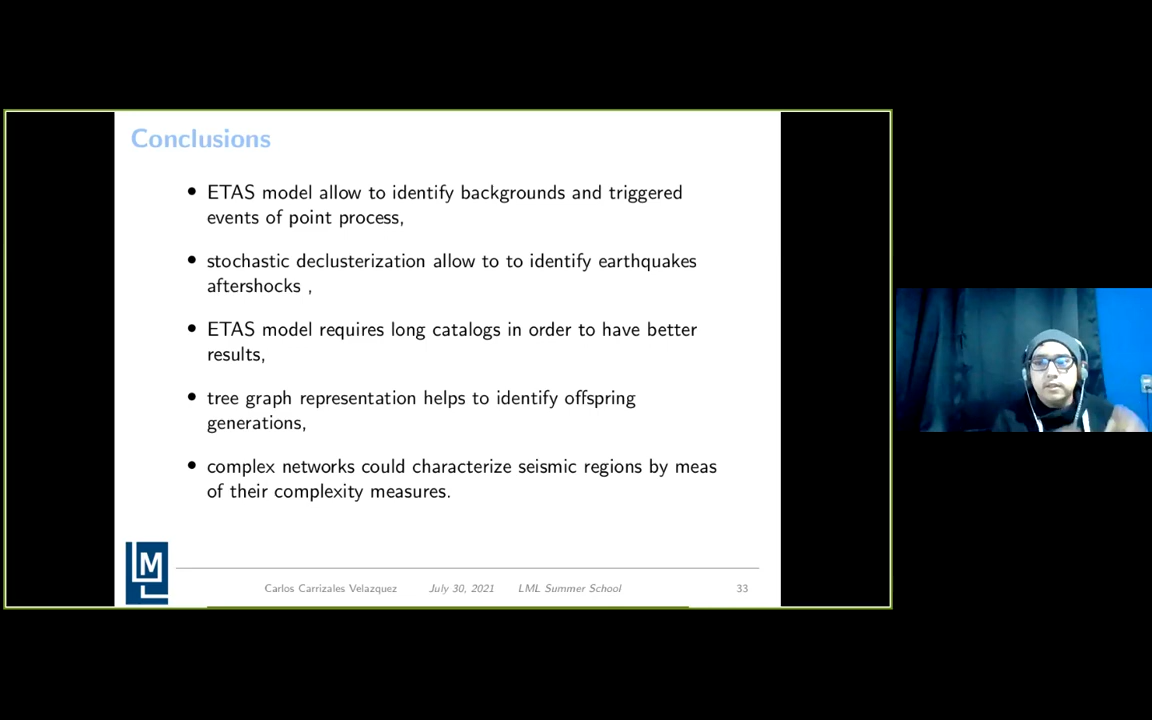 Conclusions
ETAS model allow to identify backgrounds and triggered
events of point process,
stochastic declusterization allow to to identify earthquakes
aftershocks ,
ETAS model requires long catalogs in order to have better
results,
tree graph representation helps to identify offspring
generations,
complex networks could characterize seismic regions by meas
of their complexity measures.
LML
Carlos Carrizales Velazquez July 30, 2021 LML Summer School 33